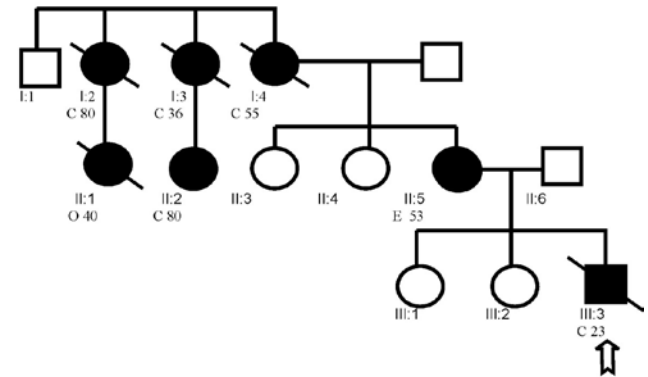 I:1 I:2 I:3 I:4
C 80 C 36 C 55
II:1 II:2 II:3 II:4 II:5 II:6
O 40 C 80 E 53
III:1 III:2 III:3
C 23